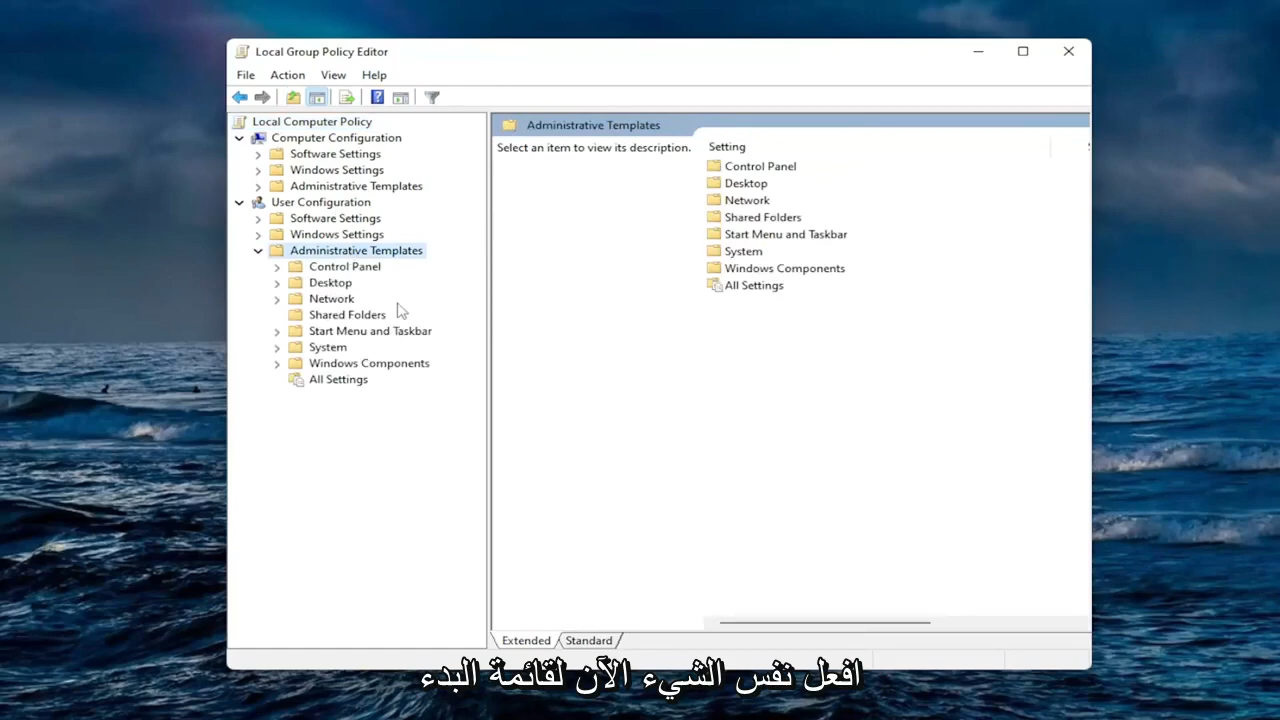 Local Group Policy Editor
File Action View Help
Local Computer Policy
Computer Configuration
Software Settings
Windows Settings
Administrative Templates
User Configuration
Software Settings
Windows Settings
Administrative Templates
Control Panel
Desktop
Network
Shared Folders
Start Menu and Taskbar
System
Windows Components
All Settings
Administrative Templates
Select an item to view its description.
Setting
Control Panel
Desktop
Network
Shared Folders
Start Menu and Taskbar
System
Windows Components
All Settings
Extended Standard
افعل نفس الشيء الآن لقائمة البدء